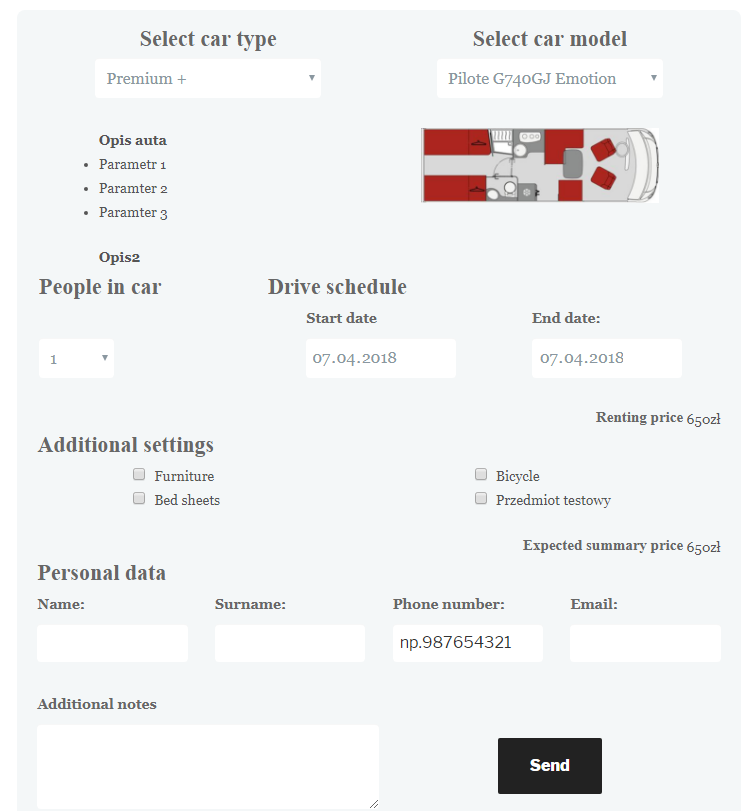 Select car type Select car model
Premium + Pilote G740GJ Emotion
Opis auta
Parametr 1
Paramter 2
Paramter 3
Opis2
People in car Drive schedule
Start date End date:
1 07.04.2018 07.04.2018
Renting price 650zł
Additional settings
Furniture Bicycle
Bed sheets Przedmiot testowy
Expected summary price 650zł
Personal data
Name: Surname: Phone number: Email:
np.987654321
Additional notes
Send